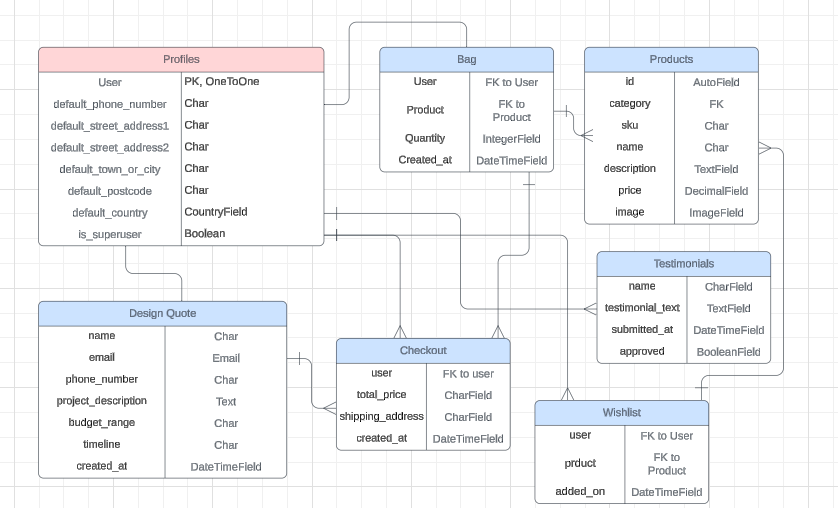 Profiles
User PK, OneToOne
default_phone_number Char
default_street_address1 Char
default_street_address2 Char
default_town_or_city Char
default_postcode Char
default_country CountryField
is_superuser Boolean
Bag
User FK to User
Product FK to
Product
Quantity IntegerField
Created_at DateTimeField
Products
id AutoField
category FK
sku Char
name Char
description TextField
price DecimalField
image ImageField
Testimonials
name CharField
testimonial_text TextField
submitted_at DateTimeField
approved BooleanField
Design Quote
name Char
email Email
phone_number Char
project_description Text
budget_range Char
timeline Char
created_at DateTimeField
Checkout
user FK to user
total_price CharField
shipping_address CharField
created_at DateTimeField
Wishlist
user FK to User
prduct FK to
Product
added_on DateTimeField